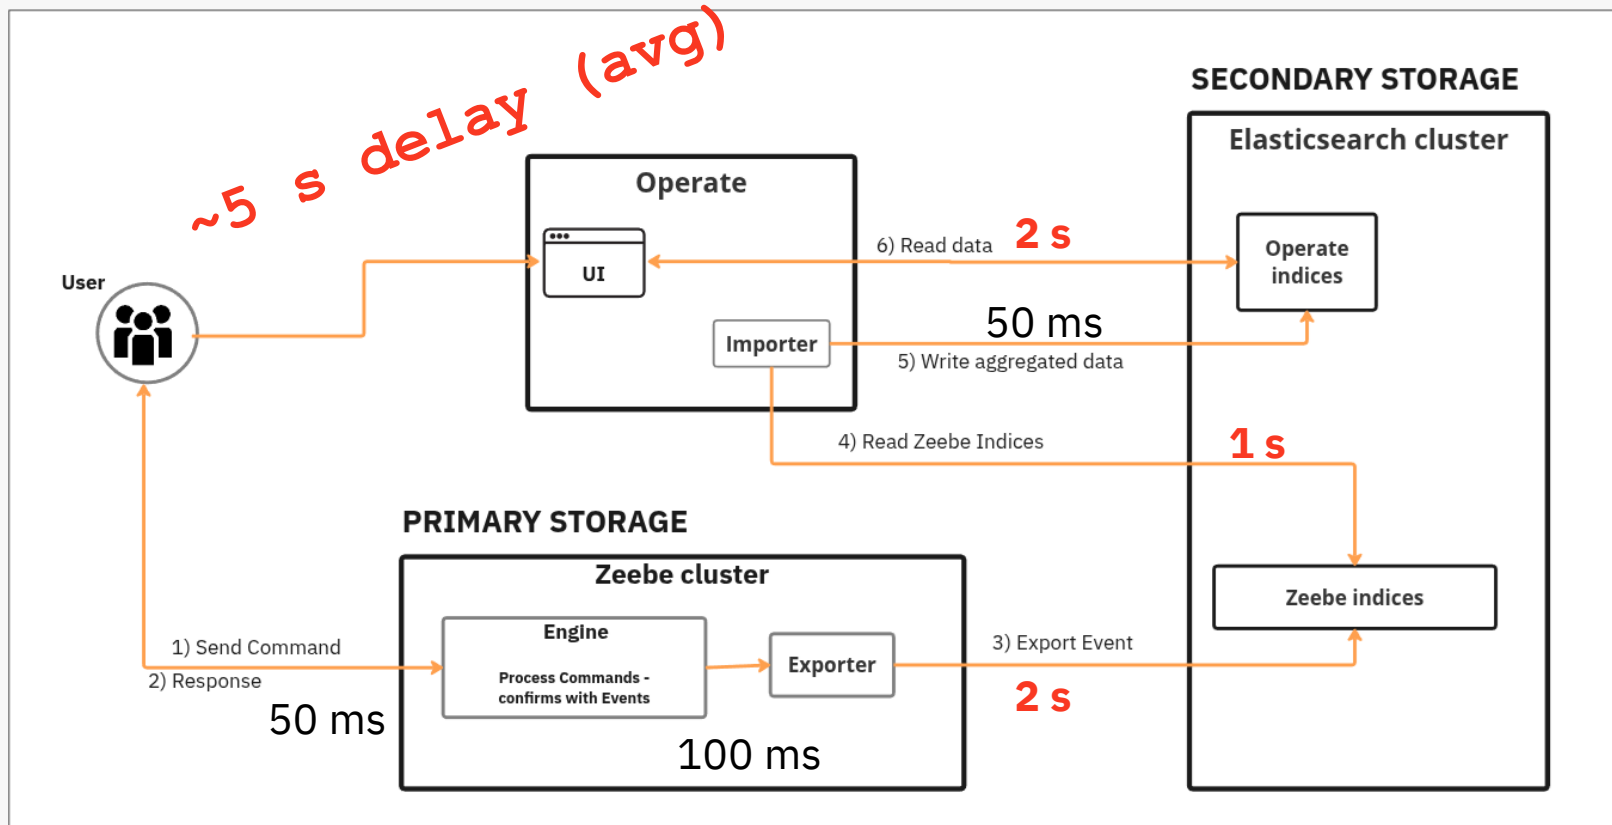 ~5 s delay (avg)
SECONDARY STORAGE
Elasticsearch cluster
Operate
UI
6) Read data
2 s
Operate
indices
User
Importer
50 ms
5) Write aggregated data
4) Read Zeebe Indices
1 s
PRIMARY STORAGE
Zeebe cluster
Engine
Process Commands -
confirms with Events
Exporter
3) Export Event
2 s
Zeebe indices
1) Send Command
2) Response
50 ms
100 ms